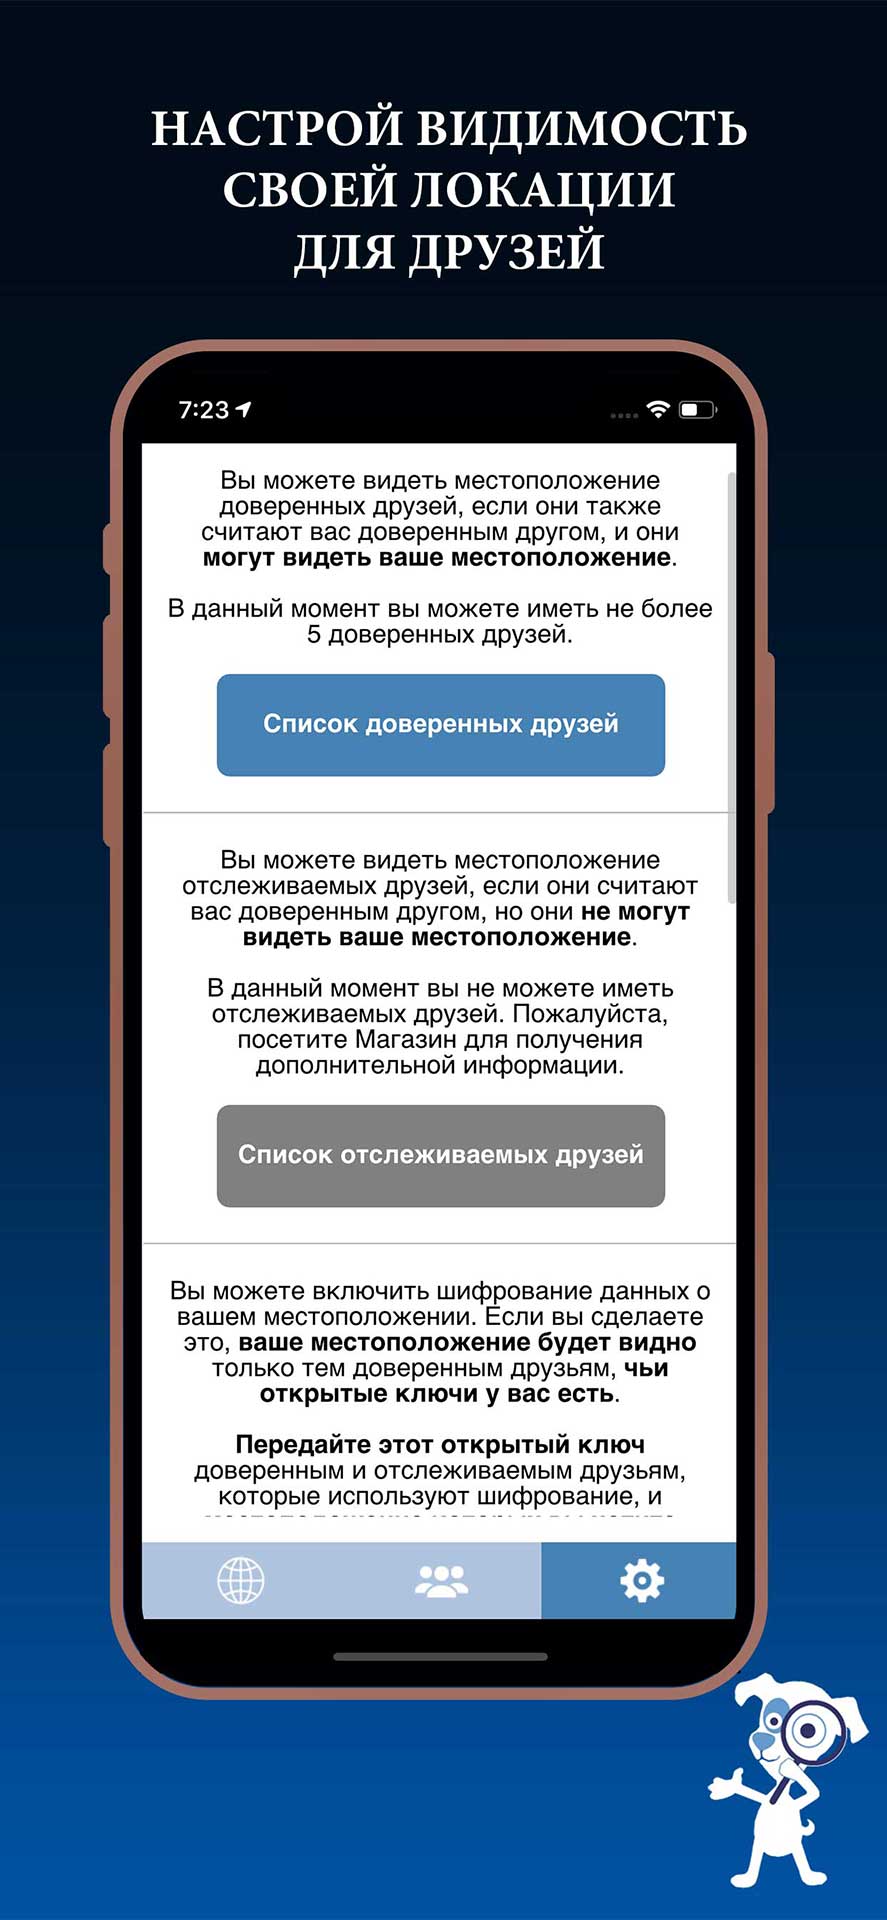 НАСТРОЙ ВИДИМОСТЬ
СВОЕЙ ЛОКАЦИИ
ДЛЯ ДРУЗЕЙ
7:23
Вы можете видеть местоположение
доверенных друзей, если они также
считают вас доверенным другом, и они
могут видеть ваше местоположение.
В данный момент вы можете иметь не более
5 доверенных друзей.
Список доверенных друзей
Вы можете видеть местоположение
отслеживаемых друзей, если они считают
вас доверенным другом, но они не могут
видеть ваше местоположение.
В данный момент вы не можете иметь
отслеживаемых друзей. Пожалуйста,
посетите Магазин для получения
дополнительной информации.
Список отслеживаемых друзей
Вы можете включить шифрование данных о
вашем местоположении. Если вы сделаете
это, ваше местоположение будет видно
только тем доверенным друзьям, чьи
открытые ключи у вас есть.
Передайте этот открытый ключ
доверенным и отслеживаемым друзьям,
которые используют шифрование, и